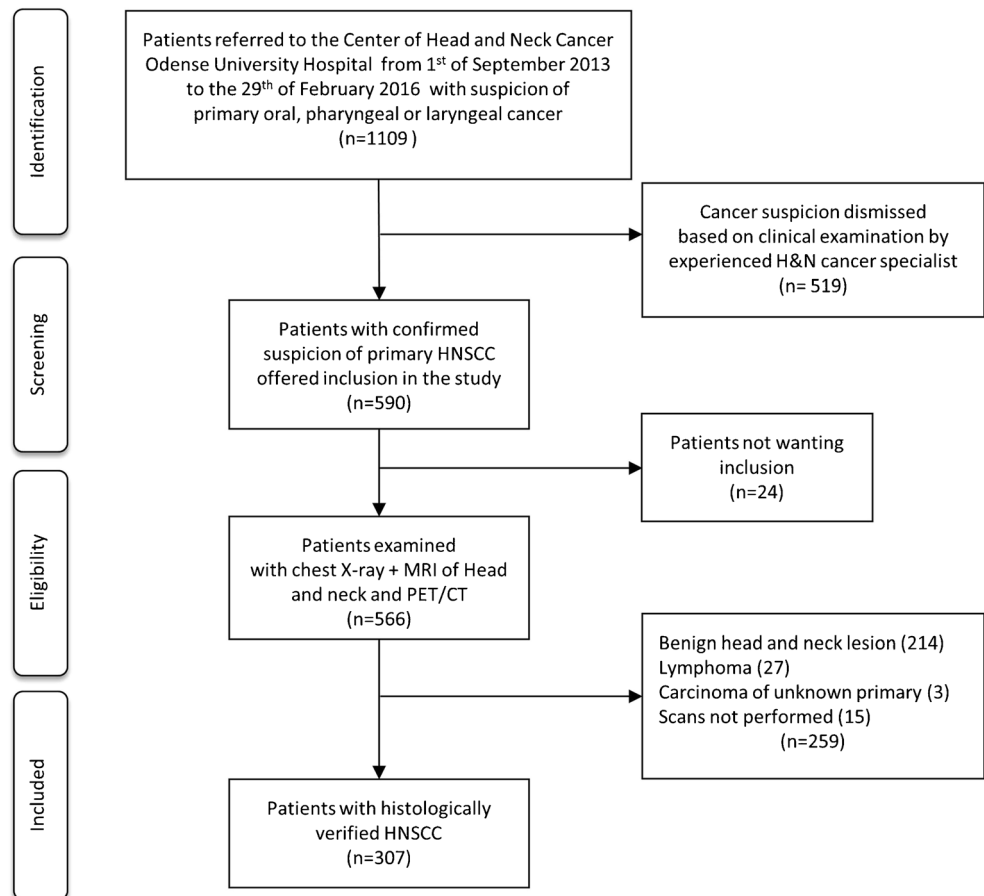 Identification
Patients referred to the Center of Head and Neck Cancer
Odense University Hospital from 1st of September 2013
to the 29th of February 2016 with suspicion of
primary oral, pharyngeal or laryngeal cancer
(n=1109 )
Cancer suspicion dismissed
based on clinical examination by
experienced H&N cancer specialist
(n= 519)
Screening
Patients with confirmed
suspicion of primary HNSCC
offered inclusion in the study
(n=590)
Patients not wanting
inclusion
(n=24)
Eligibility
Patients examined
with chest X-ray + MRI of Head
and neck and PET/CT
(n=566)
Benign head and neck lesion (214)
Lymphoma (27)
Carcinoma of unknown primary (3)
Scans not performed (15)
(n=259)
Included
Patients with histologically
verified HNSCC
(n=307)